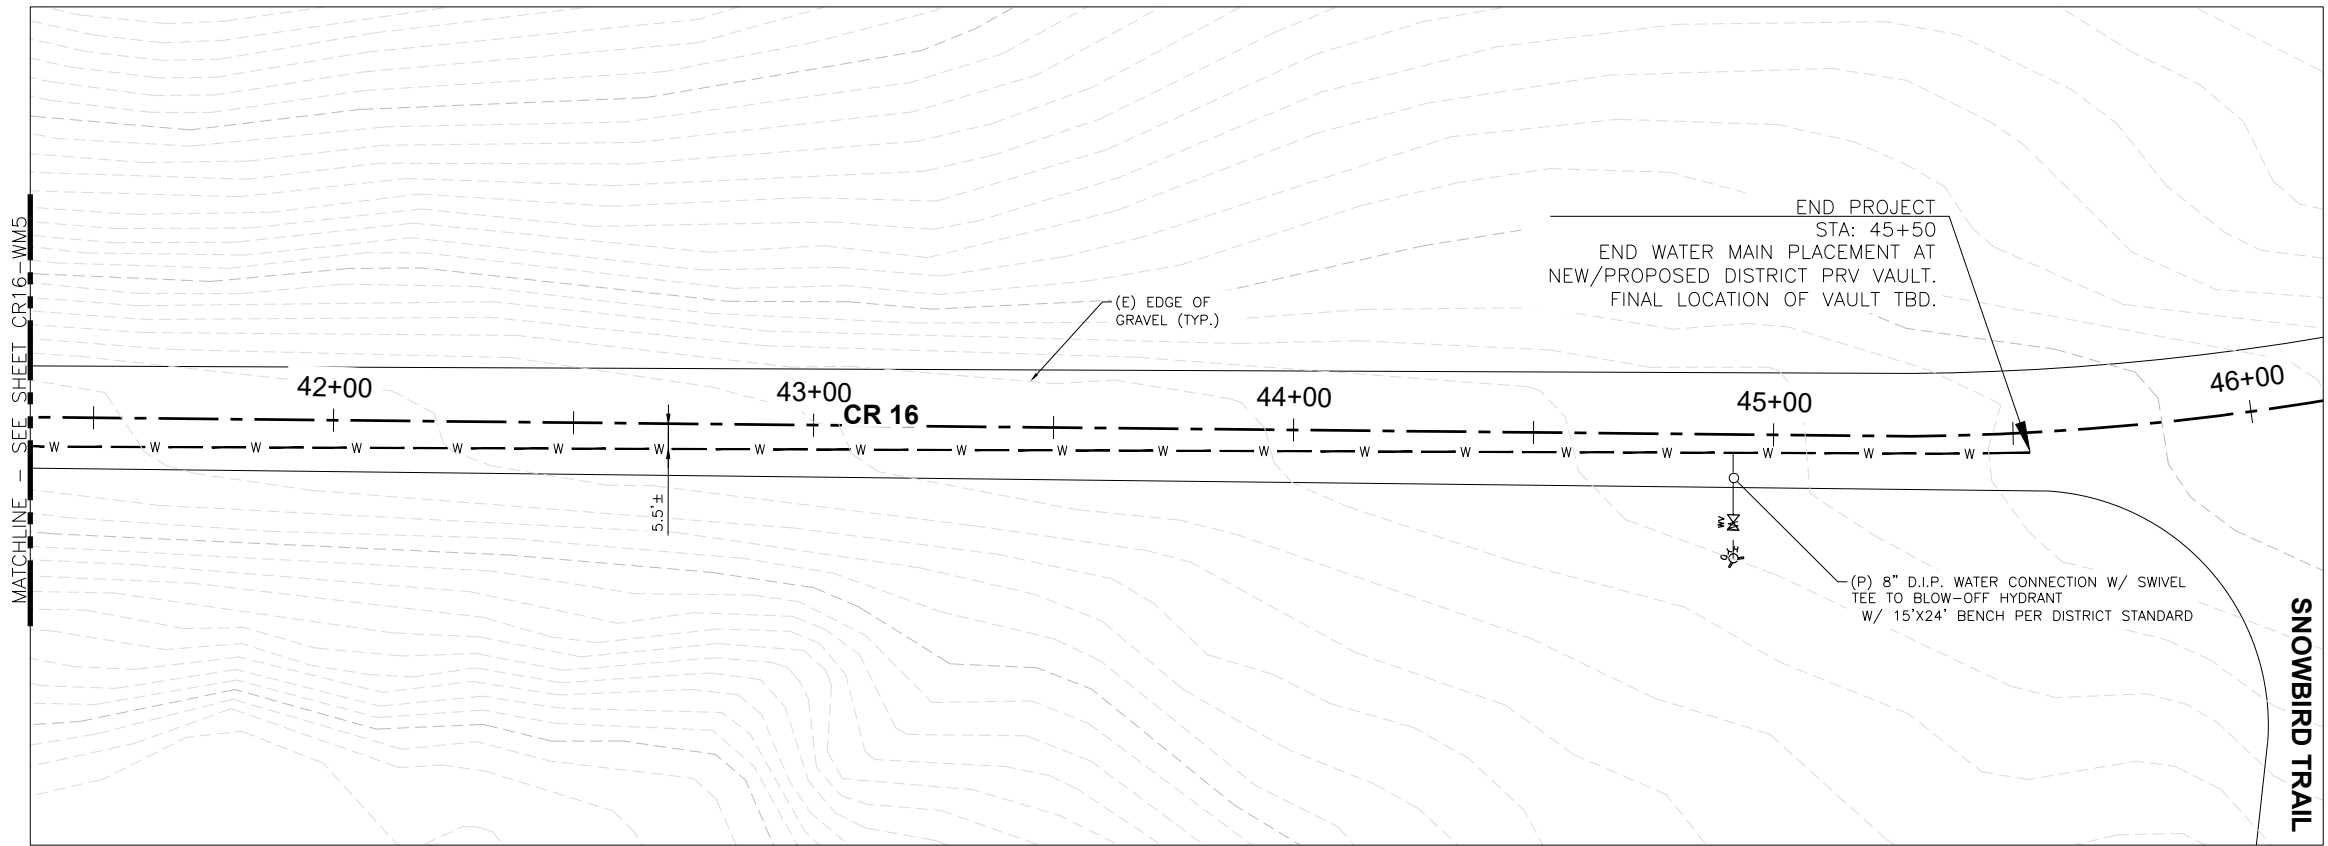 MATCHLINE - SEE SHEET CR16-WM5
END PROJECT
STA: 45+50
END WATER MAIN PLACEMENT AT
NEW/PROPOSED DISTRICT PRV VAULT.
FINAL LOCATION OF VAULT TBD.
(E) EDGE OF
GRAVEL (TYP.)
42+00
43+00
44+00
45+00
46+00
CR 16
W W W W W W W W W W W W W W W W W W W W
5.5'±
WV
(P) 8" D.I.P. WATER CONNECTION W/ SWIVEL
TEE TO BLOW-OFF HYDRANT
W/ 15'X24' BENCH PER DISTRICT STANDARD
SNOWBIRD TRAIL